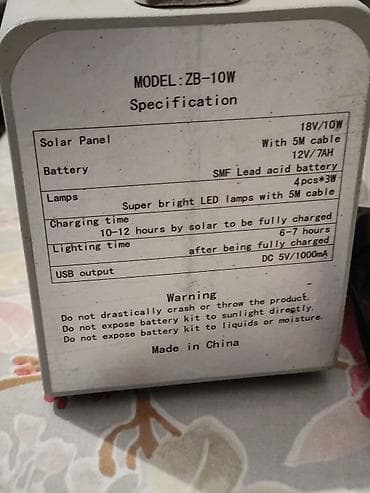 MODEL:ZB-10W
Specification
Solar Panel 18V/10W
With 5M cable
Battery 12V/7AH
SMF Lead acid battery
Lamps 4pcs*3W
Super bright LED lamps with 5M cable
Charging time
10-12 hours by solar to be fully charged
Lighting time 6-7 hours
after being fully charged
USB output DC 5V/1000mA
Warning
Do not drastically crash or throw the product.
Do not expose battery kit to sunlight directly.
Do not expose battery kit to liquids or moisture.
Made in China